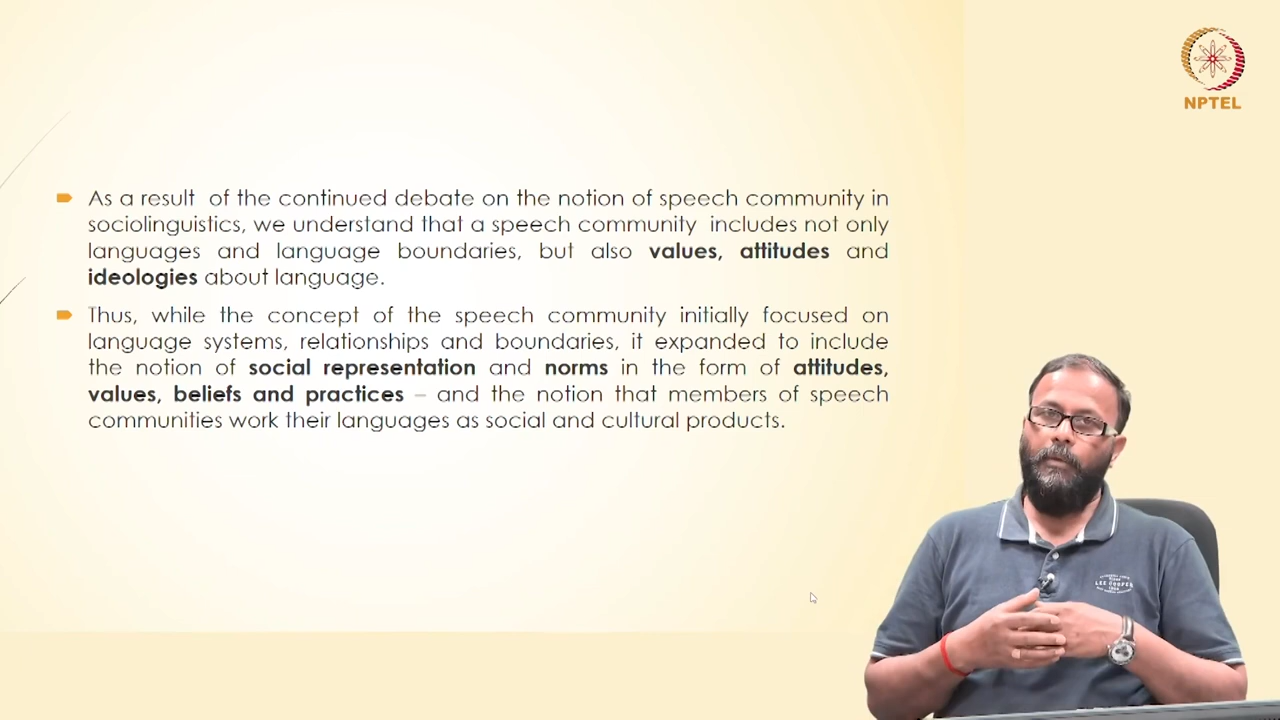 NPTEL
As a result of the continued debate on the notion of speech community in
sociolinguistics, we understand that a speech community includes not only
languages and language boundaries, but also values, attitudes and
ideologies about language.
Thus, while the concept of the speech community initially focused on
language systems, relationships and boundaries, it expanded to include
the notion of social representation and norms in the form of attitudes,
values, beliefs and practices – and the notion that members of speech
communities work their languages as social and cultural products.
LEE COOPER